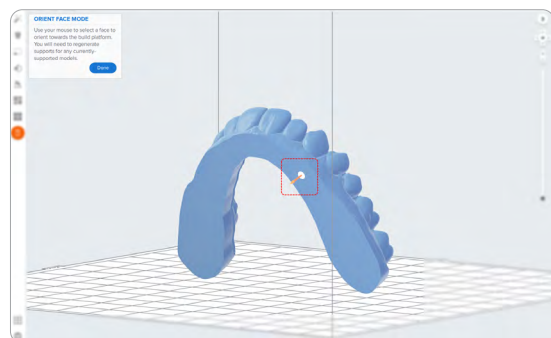 ORIENT FACE MODE
Use your mouse to select a face to
orient towards the build platform.
You will need to regenerate
supports for any currently-
supported models
Done